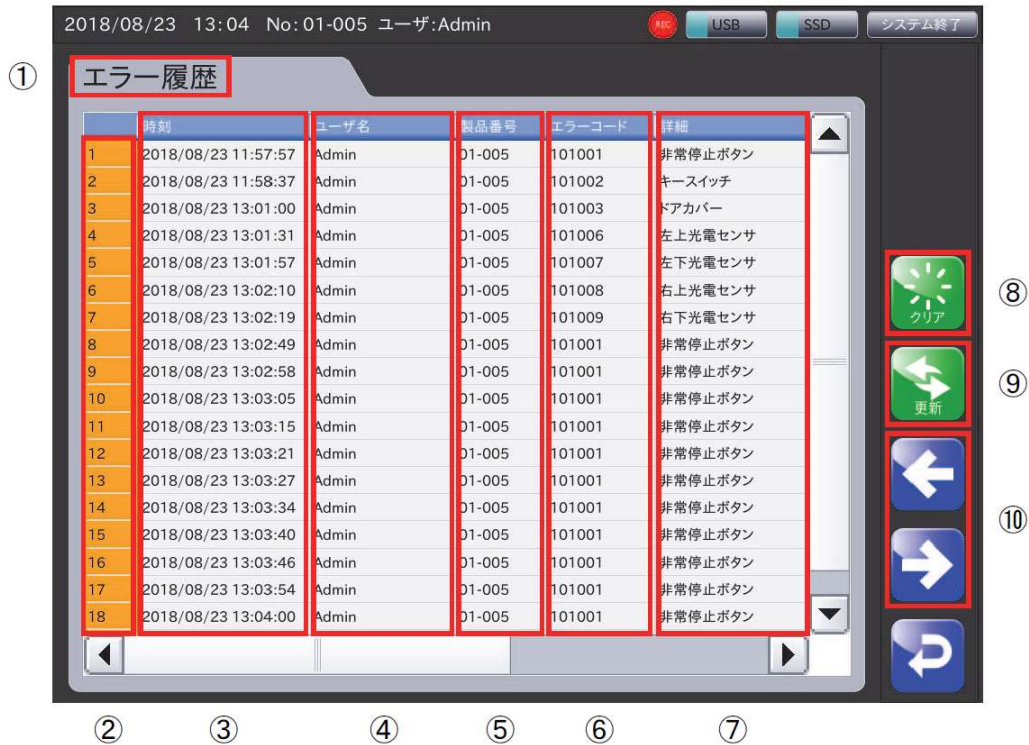 2018/08/23 13:04 No:01-005 ユーザ:Admin REC USB SSD システム終了
① エラー履歴
時刻 ユーザ名 製品番号 エラーコード 詳細
1 2018/08/23 11:57:57 Admin 01-005 101001 非常停止ボタン
2 2018/08/23 11:58:37 Admin 01-005 101002 キースイッチ
3 2018/08/23 13:01:00 Admin 01-005 101003 ドアカバー
4 2018/08/23 13:01:31 Admin 01-005 101006 左上光電センサ
5 2018/08/23 13:01:57 Admin 01-005 101007 左下光電センサ
6 2018/08/23 13:02:10 Admin 01-005 101008 右上光電センサ
7 2018/08/23 13:02:19 Admin 01-005 101009 右下光電センサ
8 2018/08/23 13:02:49 Admin 01-005 101001 非常停止ボタン
9 2018/08/23 13:02:58 Admin 01-005 101001 非常停止ボタン
10 2018/08/23 13:03:05 Admin 01-005 101001 非常停止ボタン
11 2018/08/23 13:03:15 Admin 01-005 101001 非常停止ボタン
12 2018/08/23 13:03:21 Admin 01-005 101001 非常停止ボタン
13 2018/08/23 13:03:27 Admin 01-005 101001 非常停止ボタン
14 2018/08/23 13:03:34 Admin 01-005 101001 非常停止ボタン
15 2018/08/23 13:03:40 Admin 01-005 101001 非常停止ボタン
16 2018/08/23 13:03:46 Admin 01-005 101001 非常停止ボタン
17 2018/08/23 13:03:54 Admin 01-005 101001 非常停止ボタン
18 2018/08/23 13:04:00 Admin 01-005 101001 非常停止ボタン
クリア ⑧
更新 ⑨
⑩
② ③ ④ ⑤ ⑥ ⑦